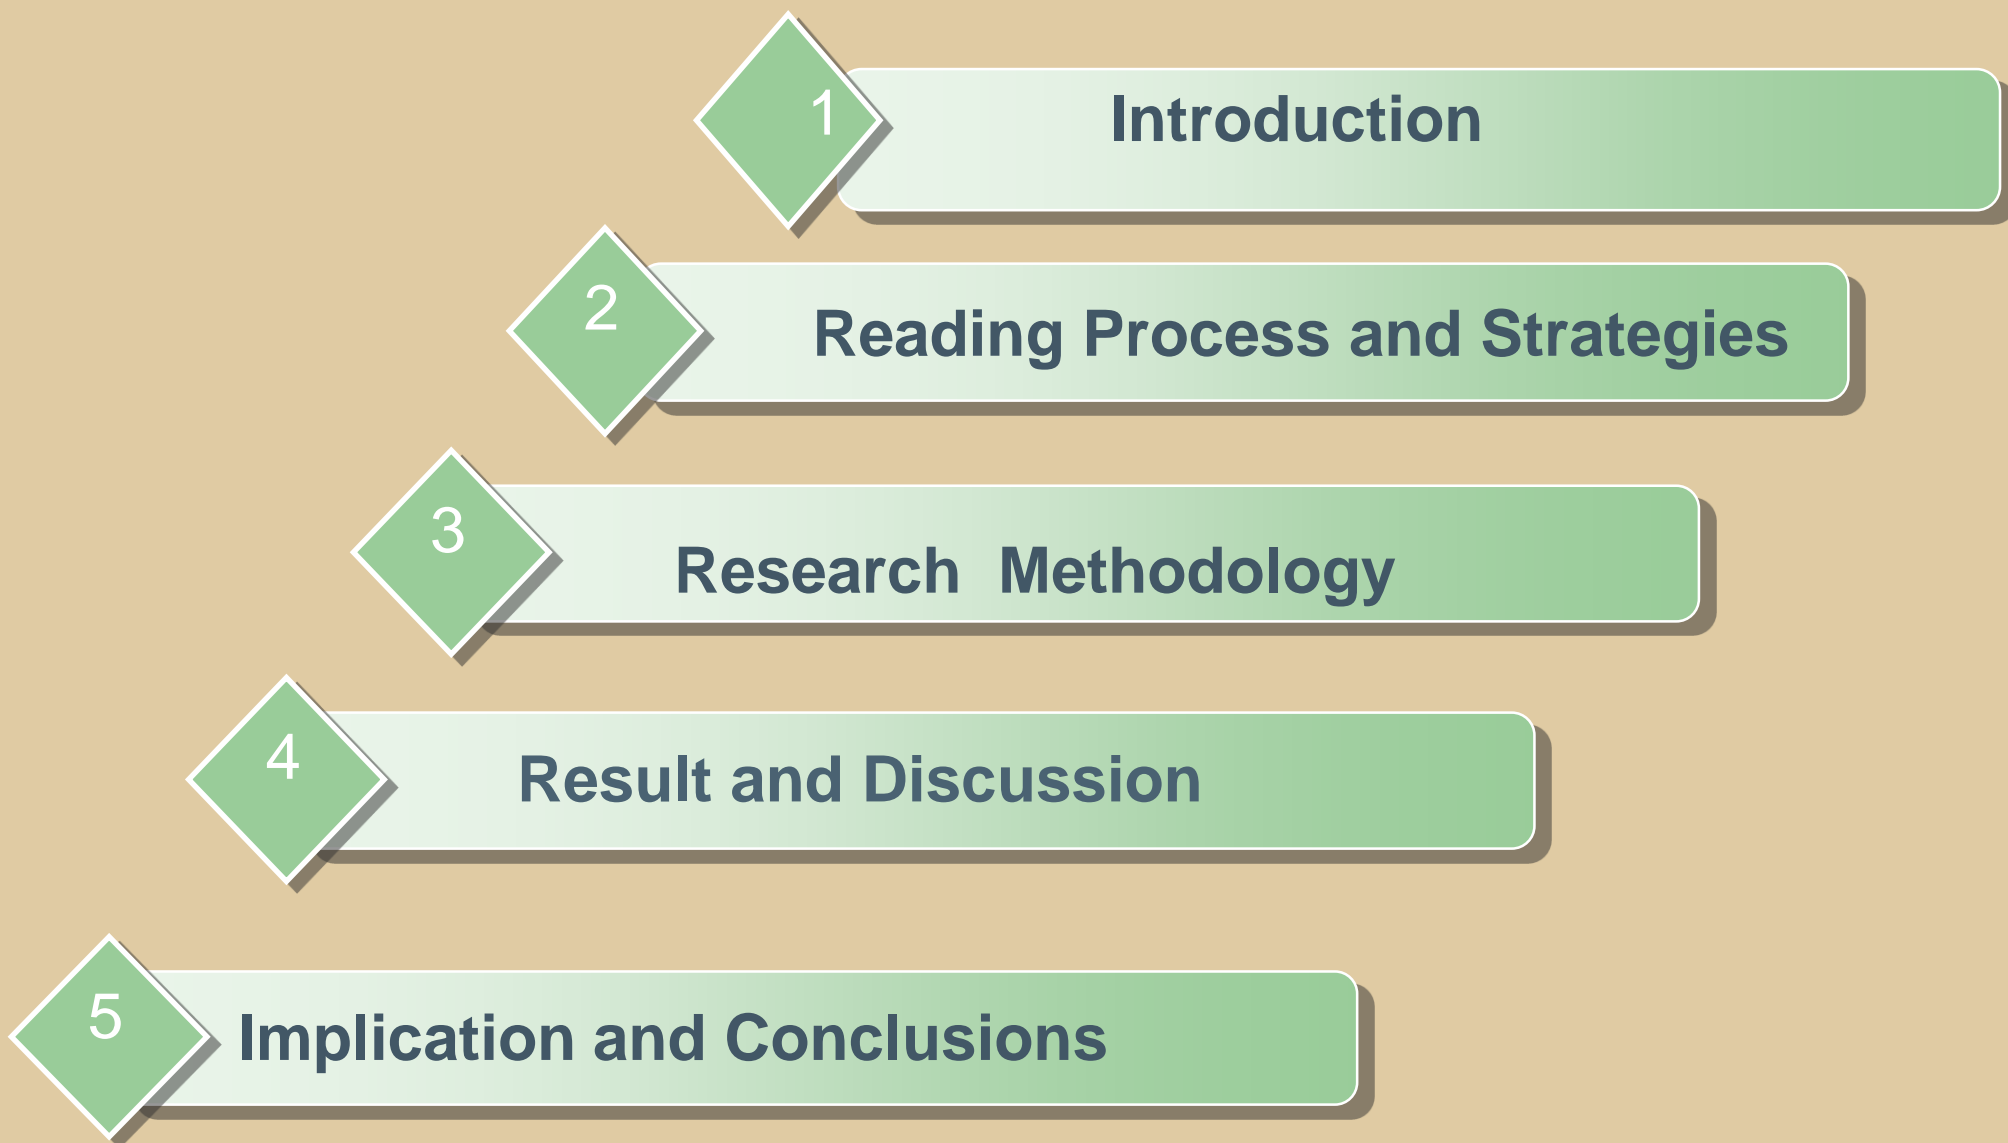 1 Introduction
2 Reading Process and Strategies
3 Research  Methodology
4 Result and Discussion
5 Implication and Conclusions